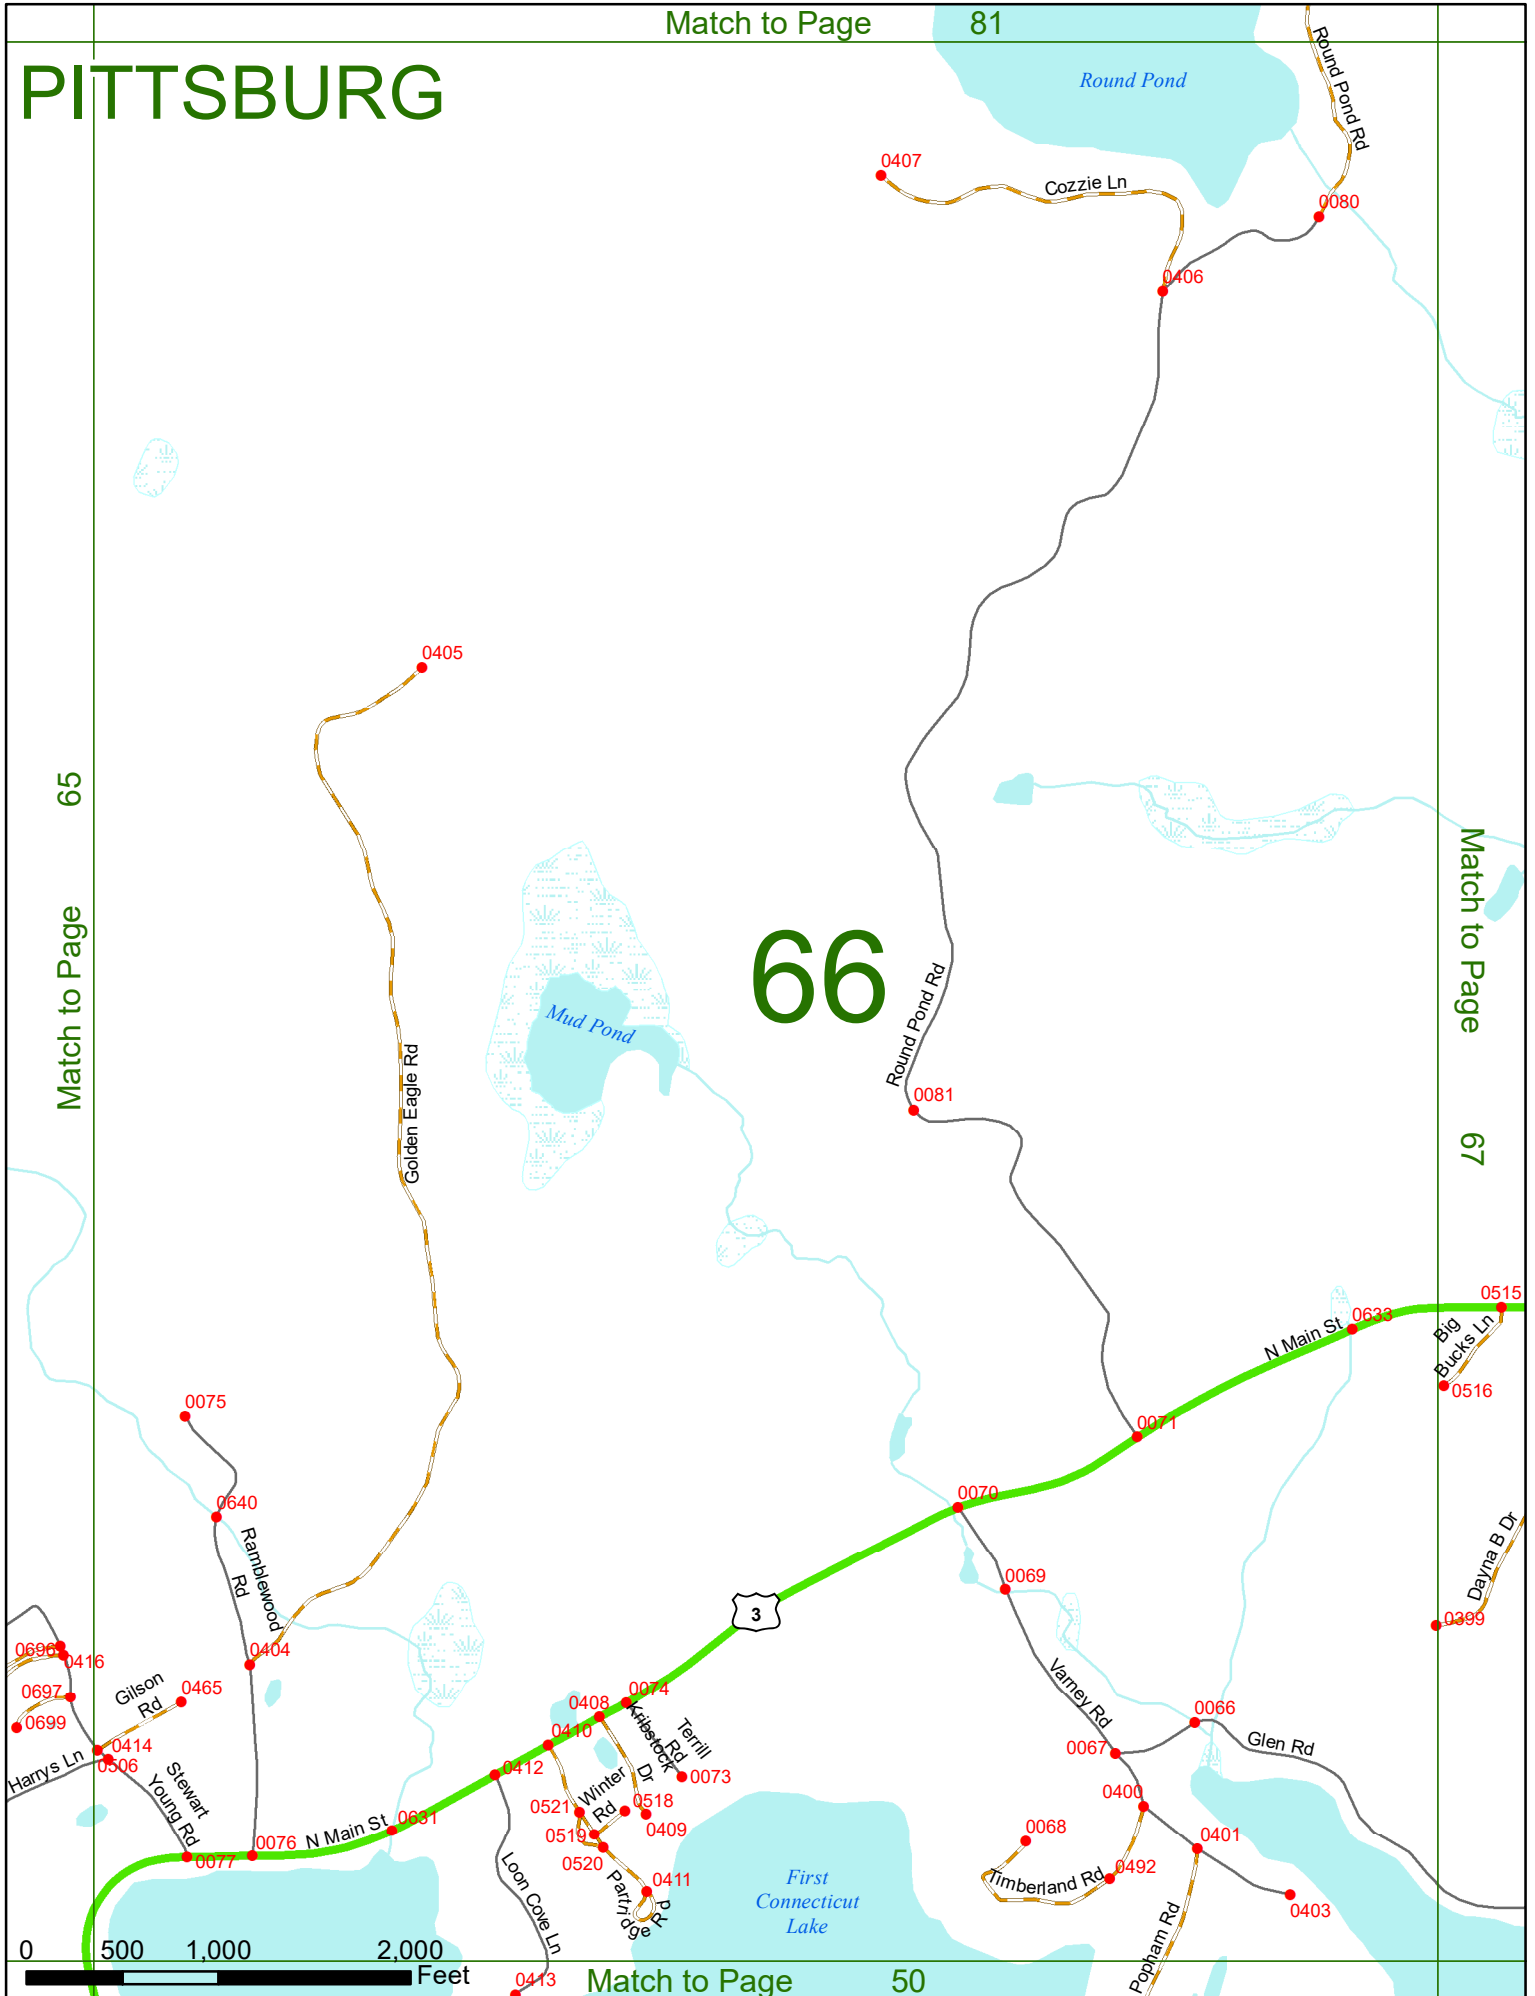 Match to Page 81
PITTSBURG
Round Pond
Round Pond Rd
0407
Cozzie Ln
0080
0406
0405
Match to Page 65
Match to Page 67
66
Mud Pond
Round Pond Rd
Golden Eagle Rd
0081
0515
0633
N Main St
Big
Bucks Ln
0516
0075
0071
0070
0640
Ramblewood
Rd
Dayna B Dr
0069
0399
3
0404
0696
0416
0697
0699
Gilson
Rd
0465
0414
0506
Harrys Ln
Stewart
Young Rd
0077
0076
N Main St
0631
0412
0410
0408
0074
Kribstock
Rd
Terrill
0073
Dr
Winter
Rd
0518
0409
0521
0519
0520
0411
Partridge Rd
Loon Cove Ln
0413
Varney Rd
0066
0067
Glen Rd
0400
0068
0401
0492
Timberland Rd
0403
Popham Rd
First
Connecticut
Lake
0 500 1,000 2,000
Feet
Match to Page 50